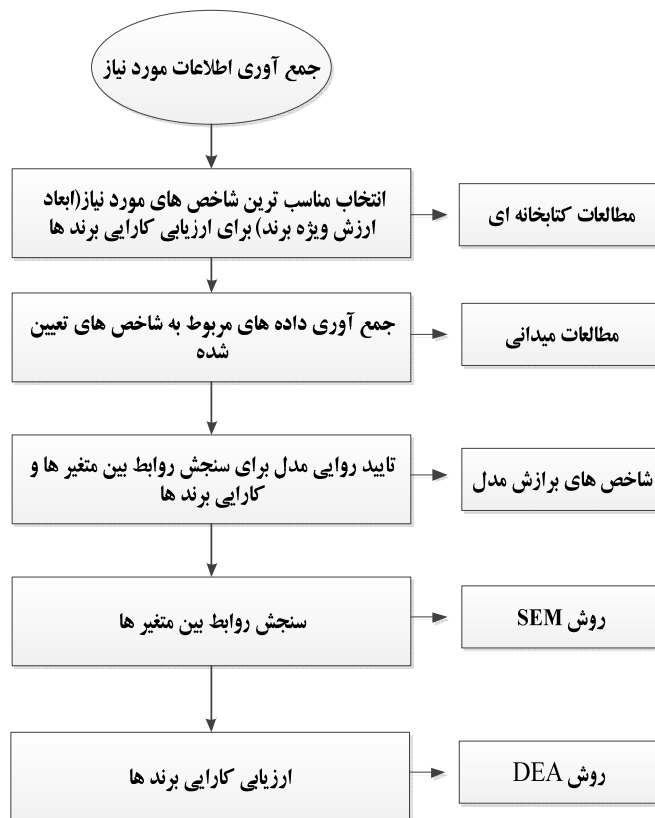 جمع آوری اطلاعات مورد نیاز
انتخاب مناسب ترین شاخص های مورد نیاز(ابعاد
ارزش ویژه برند) برای ارزیابی کارایی برند ها
مطالعات کتابخانه ای
جمع آوری داده های مربوط به شاخص های تعیین
شده
مطالعات میدانی
تایید روایی مدل برای سنجش روابط بین متغیر ها و
کارایی برند ها
شاخص های برازش مدل
سنجش روابط بین متغیر ها
روش SEM
ارزیابی کارایی برند ها
روش DEA